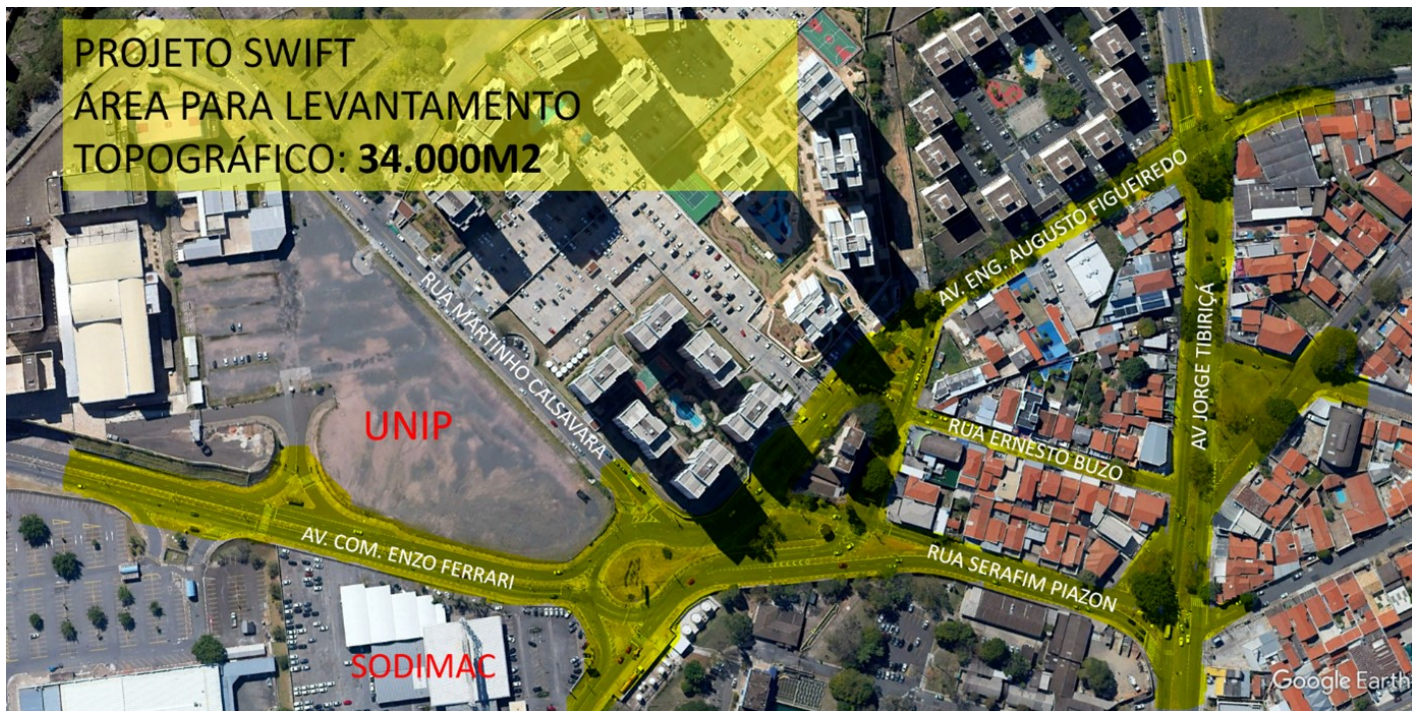 PROJETO SWIFT
ÁREA PARA LEVANTAMENTO
TOPOGRÁFICO: 34.000M2
AV. ENG. AUGUSTO FIGUEIREDO
RUA MARTINHO CALSAVARA
AV JORGE TIBIRIÇÁ
UNIP
RUA ERNESTO BUZO
AV. COM. ENZO FERRARI
RUA SERAFIM PIAZON
SODIMAC
Google Earth